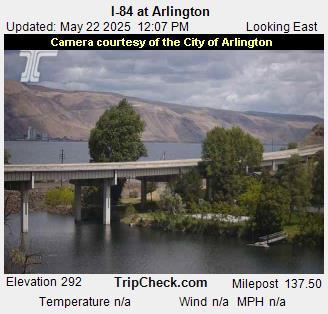 I-84 at Arlington
Updated: May 22 2025 12:07 PM Looking East
Camera courtesy of the City of Arlington
Elevation 292 TripCheck.com Milepost 137.50
Temperature n/a Wind n/a MPH n/a